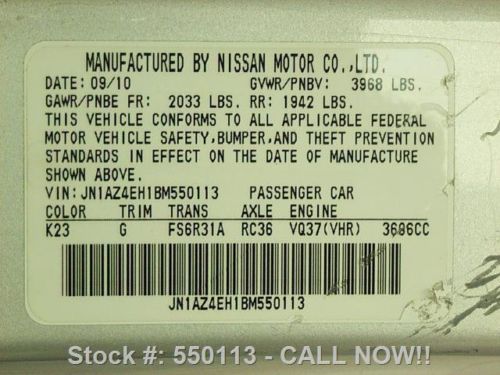 MANUFACTURED BY NISSAN MOTOR CO.,LTD.
DATE: 09/10 GVWR/PNBV: 3968 LBS.
GAWR/PNBE FR: 2033 LBS. RR: 1942 LBS.
THIS VEHICLE CONFORMS TO ALL APPLICABLE FEDERAL
MOTOR VEHICLE SAFETY,BUMPER,AND THEFT PREVENTION
STANDARDS IN EFFECT ON THE DATE OF MANUFACTURE
SHOWN ABOVE.
VIN: JN1AZ4EH1BM550113 PASSENGER CAR
COLOR TRIM TRANS AXLE ENGINE
K23 G FS6R31A RC36 VQ37(VHR) 3686CC
JN1AZ4EH1BM550113
Stock #: 550113 - CALL NOW!!